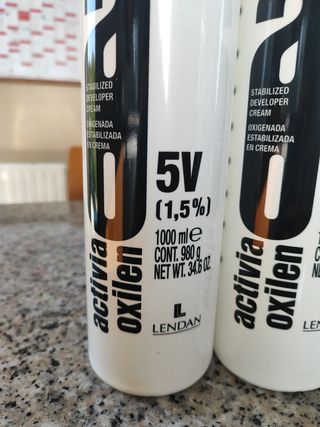 STABILIZED
DEVELOPER
CREAM
OXIGENADA
ESTABILIZADA
EN CREMA
5V
(1,5%)
1000 ml e
CONT. 980 g
NET WT. 34.6 OZ.
activia
oxilen
LL
LENDAN
STABILIZED
DEVELOPER
CREAM
OXIGENADA
ESTABILIZADA
EN CREMA
activia
oxilen